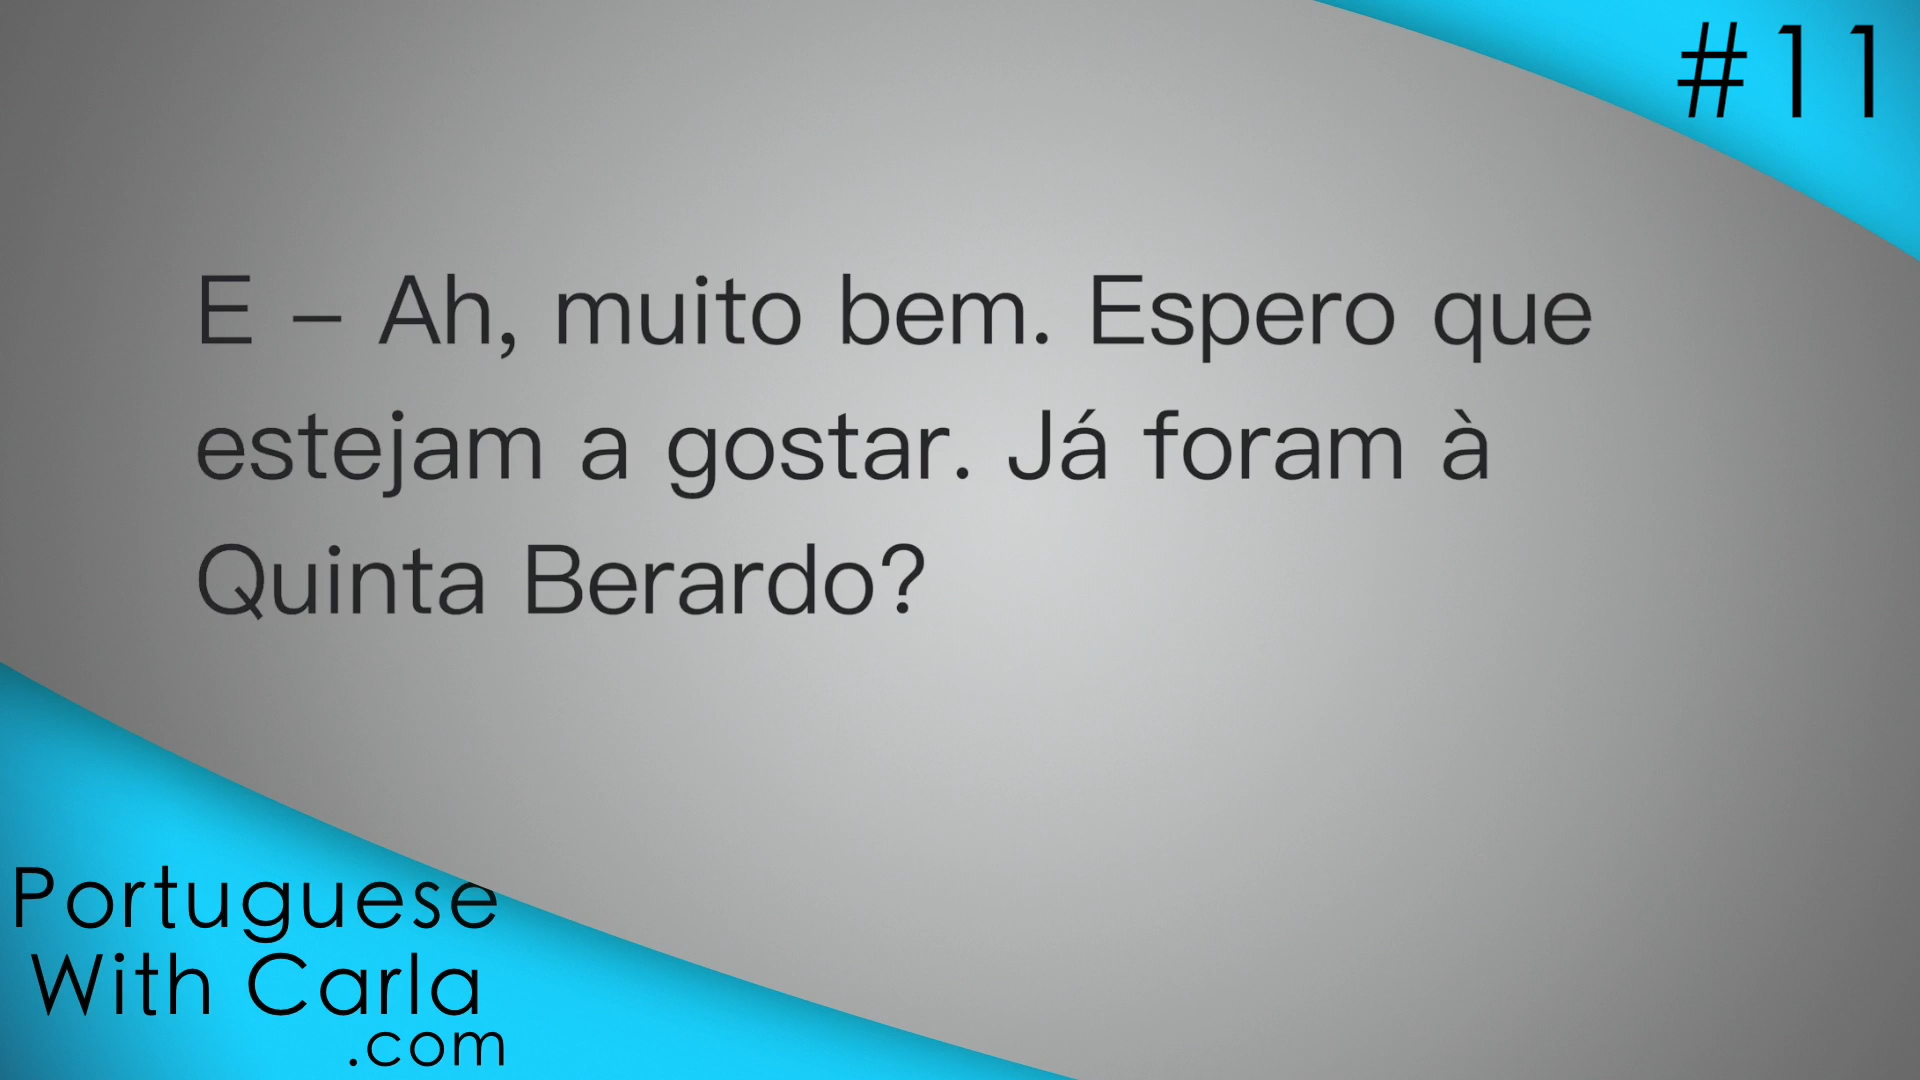 #11
E – Ah, muito bem. Espero que
estejam a gostar. Já foram à
Quinta Berardo?
Portuguese
With Carla
.com